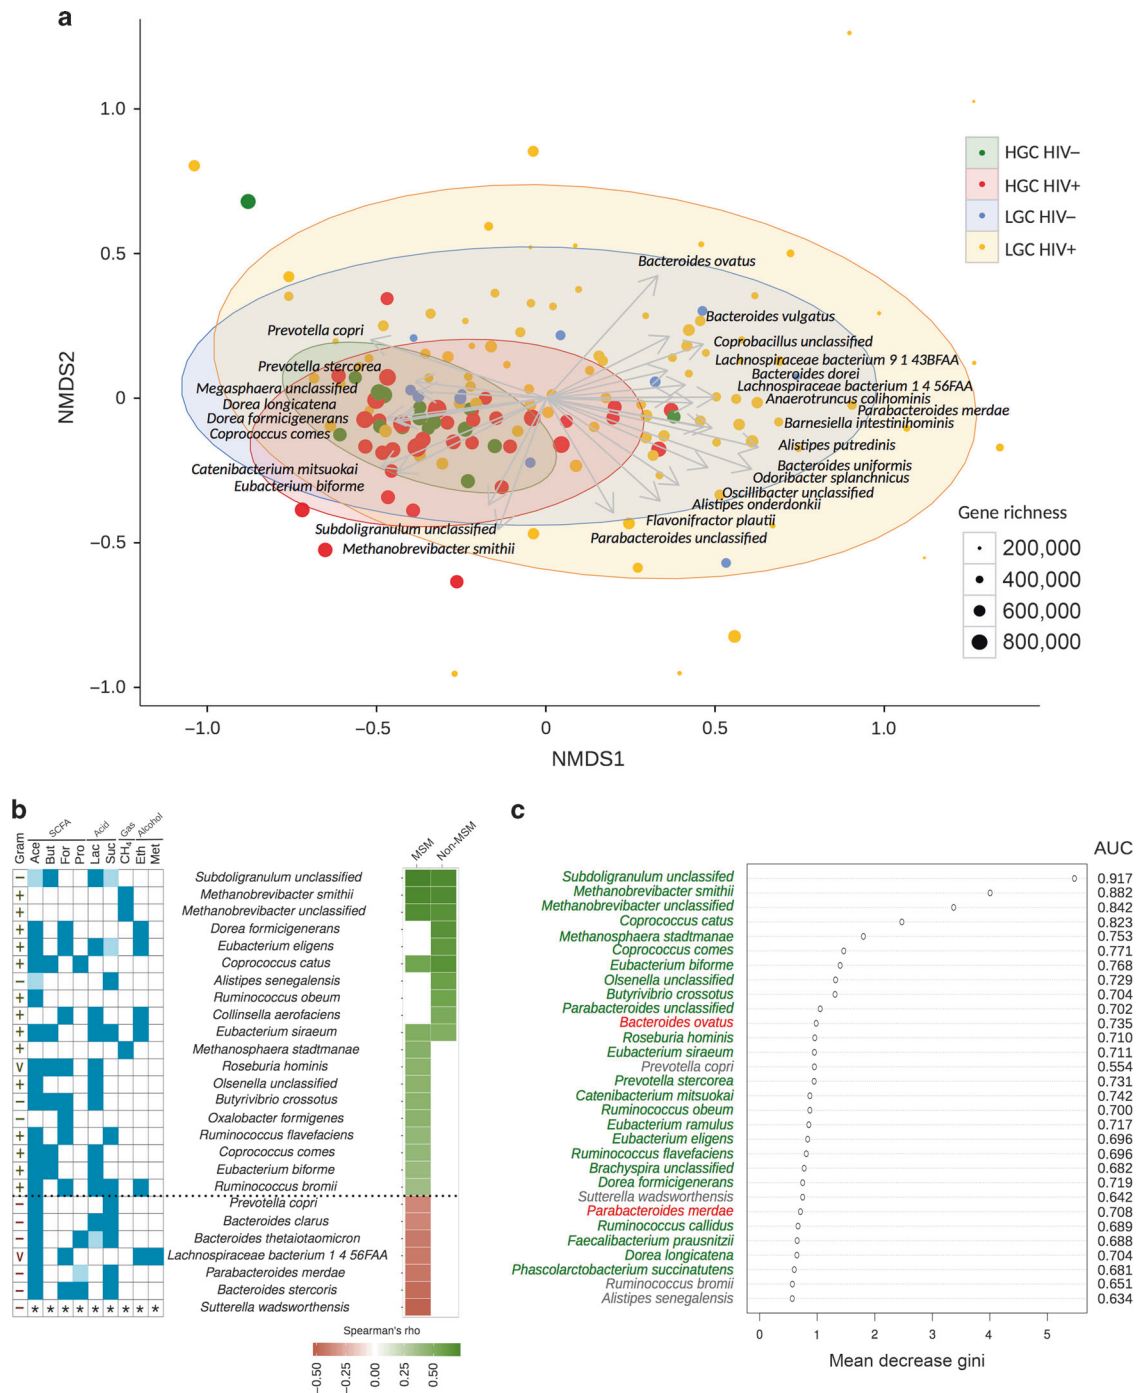 a
1.0
0.5
0
−0.5
−1.0
NMDS2
−1.0
−0.5
0
0.5
1.0
NMDS1
HGC HIV−
HGC HIV+
LGC HIV−
LGC HIV+
Bacteroides ovatus
Bacteroides vulgatus
Prevotella copri
Coprobacillus unclassified
Lachnospiraceae bacterium 9 1 43BFAA
Prevotella stercorea
Bacteroides dorei
Megasphaera unclassified
Lachnospiraceae bacterium 1 4 56FAA
Dorea longicatena
Anaerotruncus colihominis
Parabacteroides merdae
Dorea formicigenerans
Barnesiella intestinihominis
Coprococcus comes
Alistipes putredinis
Catenibacterium mitsuokai
Bacteroides uniformis
Eubacterium biforme
Odoribacter splanchnicus
Oscillibacter unclassified
Alistipes onderdonkii
Subdoligranulum unclassified
Flavonifractor plautii
Methanobrevibacter smithii
Parabacteroides unclassified
Gene richness
200,000
400,000
600,000
800,000
b
SCFA Acid Gas Alcohol
Gram Ace But For Pro Lac Suc CH4 Eth Met
MSM Non-MSM
− Subdoligranulum unclassified
+ Methanobrevibacter smithii
+ Methanobrevibacter unclassified
+ Dorea formicigenerans
+ Eubacterium eligens
+ Coprococcus catus
− Alistipes senegalensis
+ Ruminococcus obeum
+ Collinsella aerofaciens
+ Eubacterium siraeum
+ Methanosphaera stadtmanae
v Roseburia hominis
+ Olsenella unclassified
− Butyrivibrio crossotus
− Oxalobacter formigenes
+ Ruminococcus flavefaciens
+ Coprococcus comes
+ Eubacterium biforme
+ Ruminococcus bromii
− Prevotella copri
− Bacteroides clarus
− Bacteroides thetaiotaomicron
v Lachnospiraceae bacterium 1 4 56FAA
− Parabacteroides merdae
− Bacteroides stercoris
− * * * * * * * * * Sutterella wadsworthensis
Spearman's rho
−0.50 −0.25 0.00 0.25 0.50
c
AUC
Subdoligranulum unclassifed 0.917
Methanobrevibacter smithii 0.882
Methanobrevibacter unclassified 0.842
Coprococcus catus 0.823
Methanosphaera stadtmanae 0.753
Coprococcus comes 0.771
Eubacterium biforme 0.768
Olsenella unclassified 0.729
Butyrivibrio crossotus 0.704
Parabacteroides unclassified 0.702
Bacteroides ovatus 0.735
Roseburia hominis 0.710
Eubacterium siraeum 0.711
Prevotella copri 0.554
Prevotella stercorea 0.731
Catenibacterium mitsuokai 0.742
Ruminococcus obeum 0.700
Eubacterium ramulus 0.717
Eubacterium eligens 0.696
Ruminococcus flavefaciens 0.696
Brachyspira unclassified 0.682
Dorea formicigenerans 0.719
Sutterella wadsworthensis 0.642
Parabacteroides merdae 0.708
Ruminococcus callidus 0.689
Faecalibacterium prausnitzii 0.688
Dorea longicatena 0.704
Phascolarctobacterium succinatutens 0.681
Ruminococcus bromii 0.651
Alistipes senegalensis 0.634
0 1 2 3 4 5
Mean decrease gini